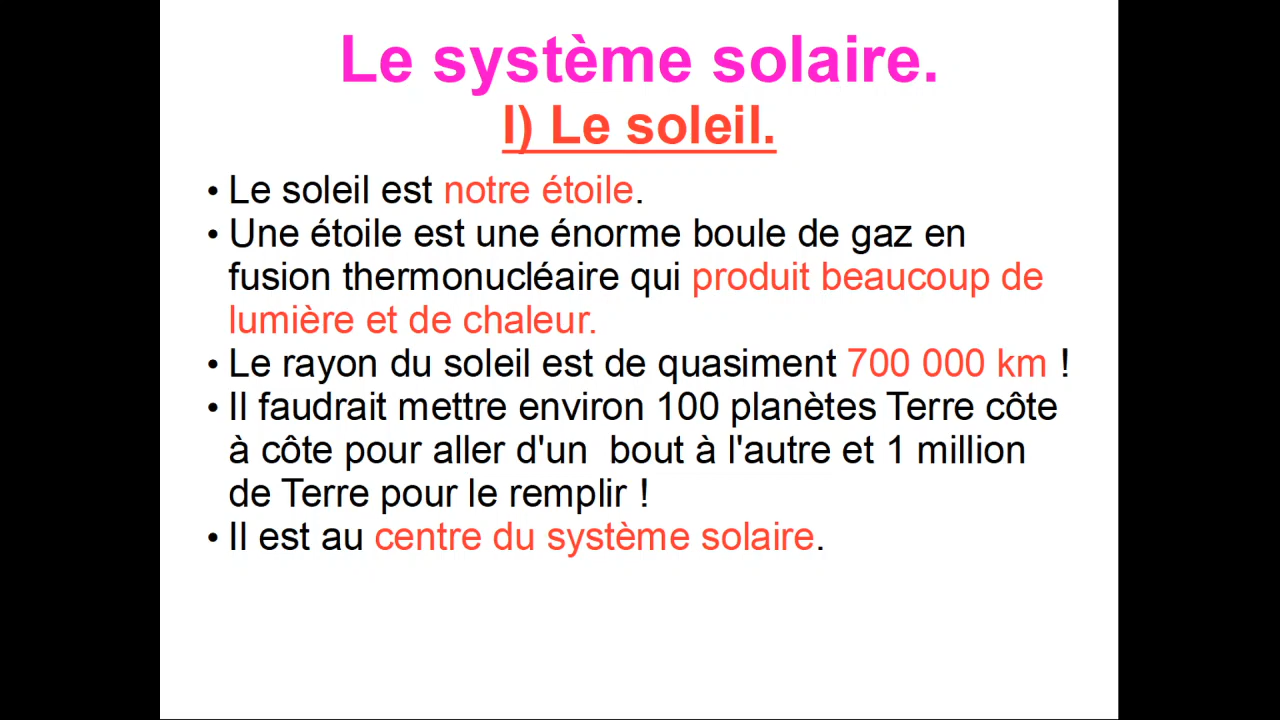 Le système solaire.
I) Le soleil.
• Le soleil est notre étoile.
• Une étoile est une énorme boule de gaz en
fusion thermonucléaire qui produit beaucoup de
lumière et de chaleur.
• Le rayon du soleil est de quasiment 700 000 km !
• Il faudrait mettre environ 100 planètes Terre côte
à côte pour aller d'un  bout à l'autre et 1 million
de Terre pour le remplir !
• Il est au centre du système solaire.